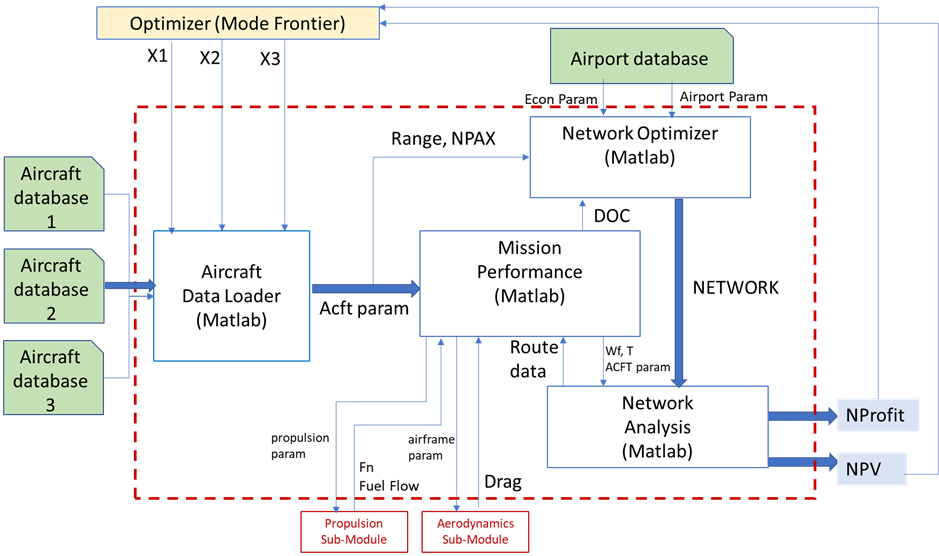 Optimizer (Mode Frontier)
X1
X2
X3
Airport database
Econ Param
Airport Param
Network Optimizer
(Matlab)
Range, NPAX
Aircraft
database
1
Aircraft
database
2
Aircraft
database
3
Aircraft
Data Loader
(Matlab)
Acft param
DOC
Mission
Performance
(Matlab)
NETWORK
Route
data
Wf, T
ACFT param
Network
Analysis
(Matlab)
NProfit
NPV
propulsion
param
Fn
Fuel Flow
airframe
param
Drag
Propulsion
Sub-Module
Aerodynamics
Sub-Module